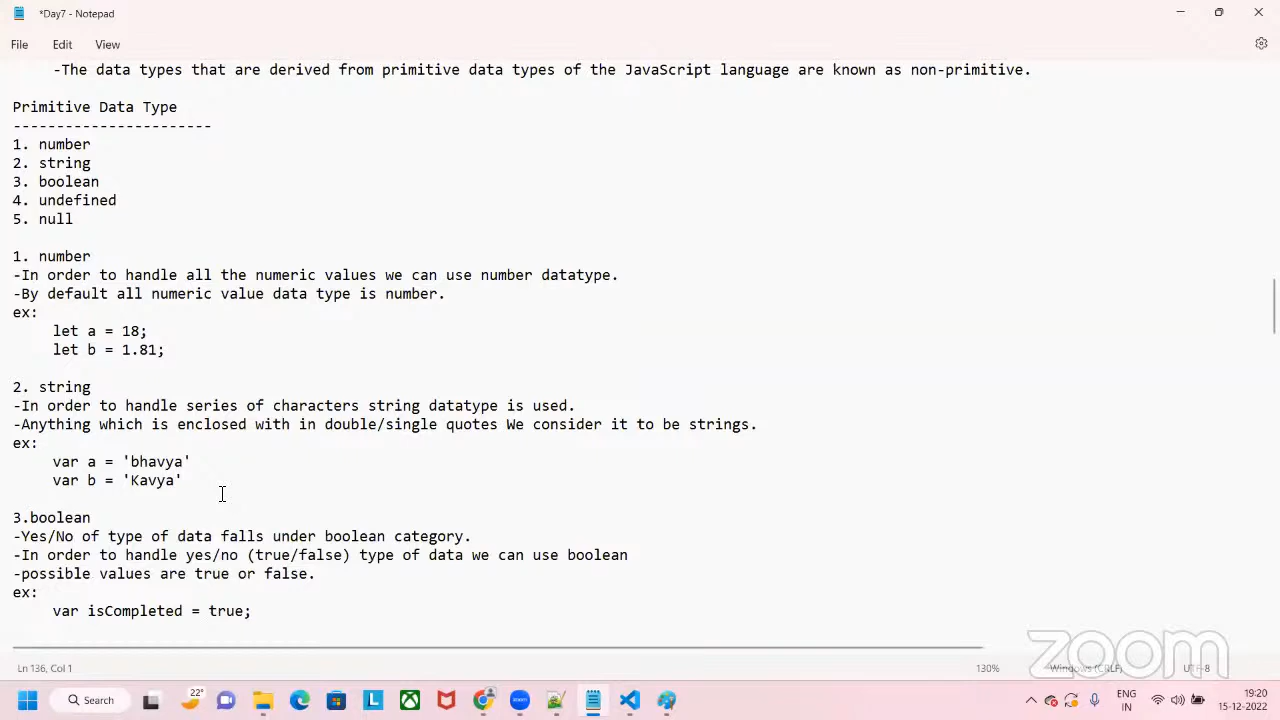 *Day7 - Notepad
File Edit View
-The data types that are derived from primitive data types of the JavaScript language are known as non-primitive.
Primitive Data Type
-----------------------
1. number
2. string
3. boolean
4. undefined
5. null
1. number
-In order to handle all the numeric values we can use number datatype.
-By default all numeric value data type is number.
ex:
let a = 18;
let b = 1.81;
2. string
-In order to handle series of characters string datatype is used.
-Anything which is enclosed with in double/single quotes We consider it to be strings.
ex:
var a = 'bhavya'
var b = 'Kavya'
3.boolean
-Yes/No of type of data falls under boolean category.
-In order to handle yes/no (true/false) type of data we can use boolean
-possible values are true or false.
ex:
var isCompleted = true;
zoom
Ln 136, Col 1 130% Windows (CRLF) UTF-8
Search 22° ENG IN 19:20 15-12-2022